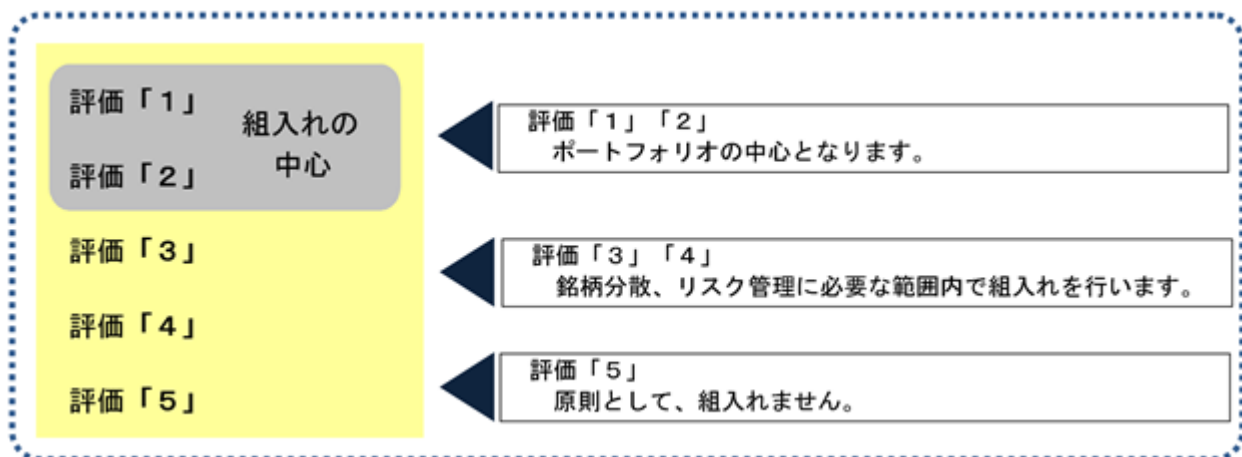 評価「１」
組入れの
中心
評価「２」
評価「３」
評価「４」
評価「５」
評価「１」「２」
ポートフォリオの中心となります。
評価「３」「４」
銘柄分散、リスク管理に必要な範囲内で組入れを行います。
評価「５」
原則として、組入れません。